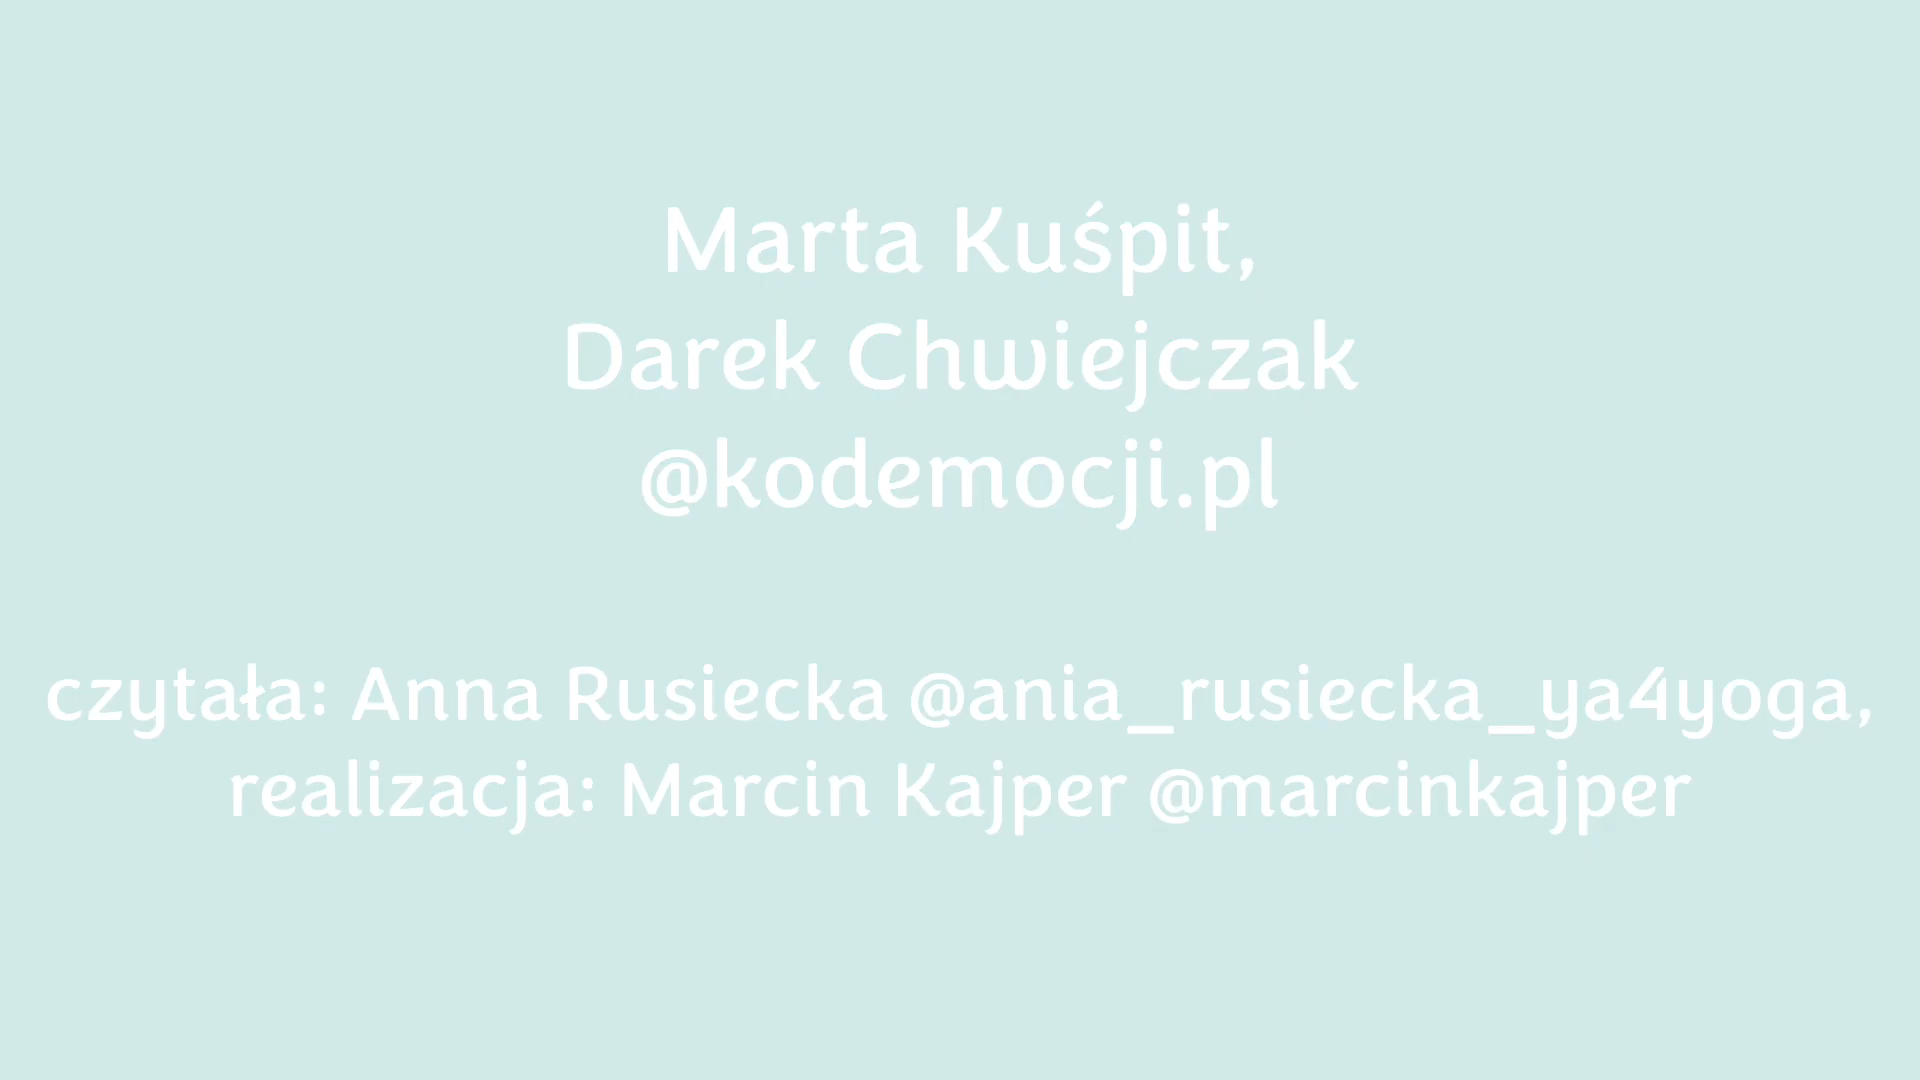 Marta Kuśpit,
Darek Chwiejczak
@kodemocji.pl
czytała: Anna Rusiecka @ania_rusiecka_ya4yoga,
realizacja: Marcin Kajper @marcinkajper